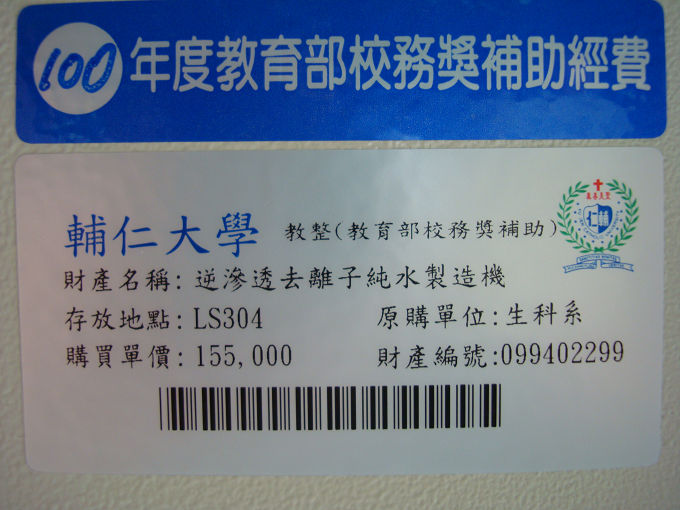 100年度教育部校務獎補助經費
輔仁大學 教整(教育部校務獎補助)
財產名稱: 逆滲透去離子純水製造機
存放地點: LS304 原購單位:生科系
購買單價: 155,000 財產編號:099402299